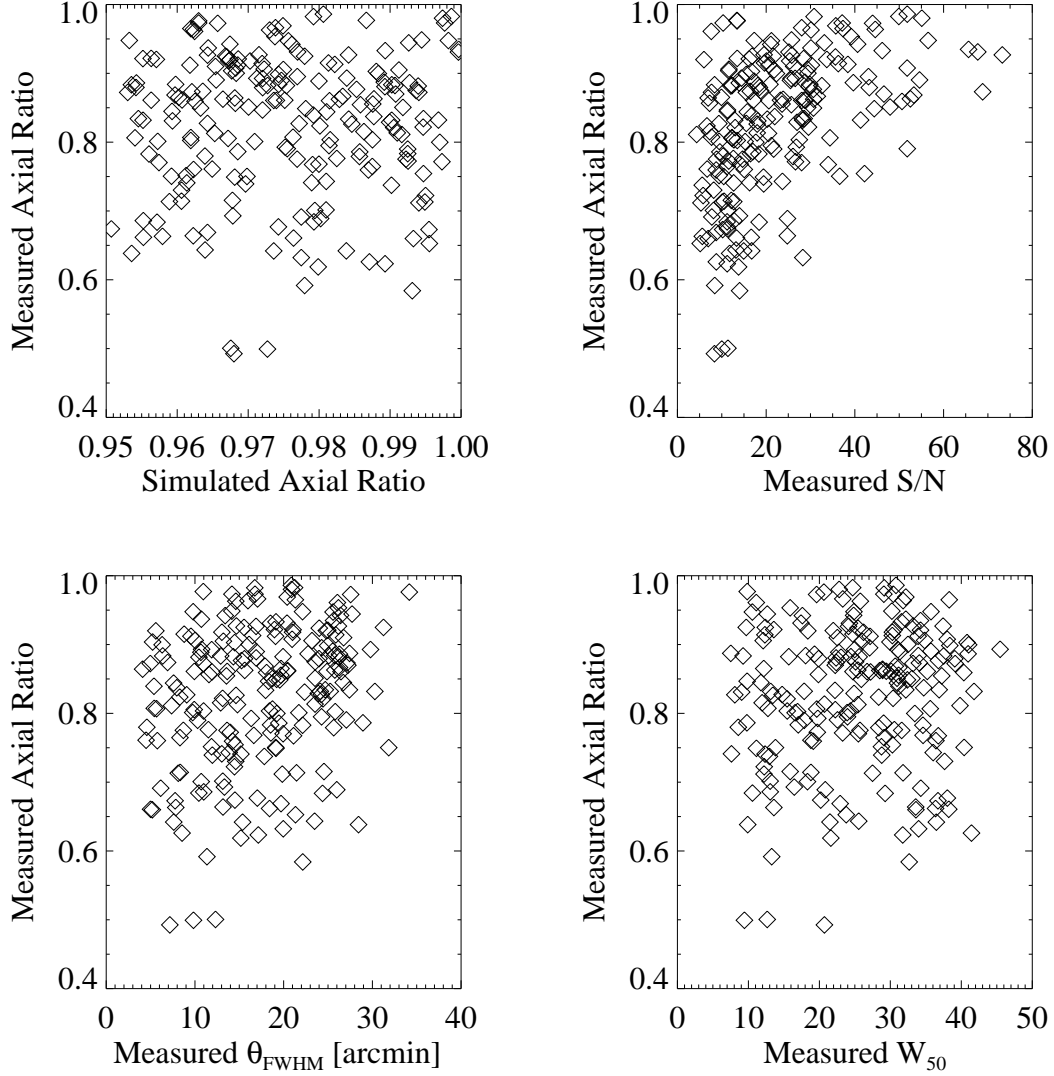 1.0
0.8
0.6
0.4
Measured Axial Ratio
0.95 0.96 0.97 0.98 0.99 1.00
Simulated Axial Ratio
1.0
0.8
0.6
0.4
Measured Axial Ratio
0 20 40 60 80
Measured S/N
1.0
0.8
0.6
0.4
Measured Axial Ratio
0 10 20 30 40
Measured θFWHM [arcmin]
1.0
0.8
0.6
0.4
Measured Axial Ratio
0 10 20 30 40 50
Measured W50